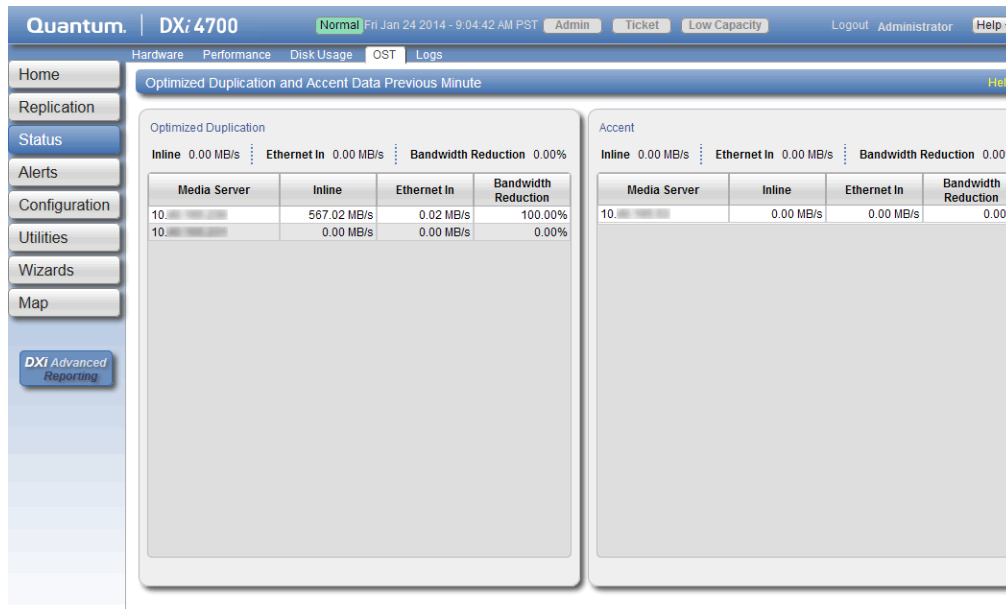 Quantum. DXi 4700 Normal Fri Jan 24 2014 - 9:04:42 AM PST Admin Ticket Low Capacity Logout Administrator Help
Hardware Performance Disk Usage OST Logs
Home
Replication
Status
Alerts
Configuration
Utilities
Wizards
Map
DXi Advanced
Reporting
Optimized Duplication and Accent Data Previous Minute
Optimized Duplication
Inline 0.00 MB/s Ethernet In 0.00 MB/s Bandwidth Reduction 0.00%
Media Server Inline Ethernet In Bandwidth Reduction
10. 567.02 MB/s 0.02 MB/s 100.00%
10. 0.00 MB/s 0.00 MB/s 0.00%
Accent
Inline 0.00 MB/s Ethernet In 0.00 MB/s Bandwidth Reduction 0.00
Media Server Inline Ethernet In Bandwidth Reduction
10. 0.00 MB/s 0.00 MB/s 0.00